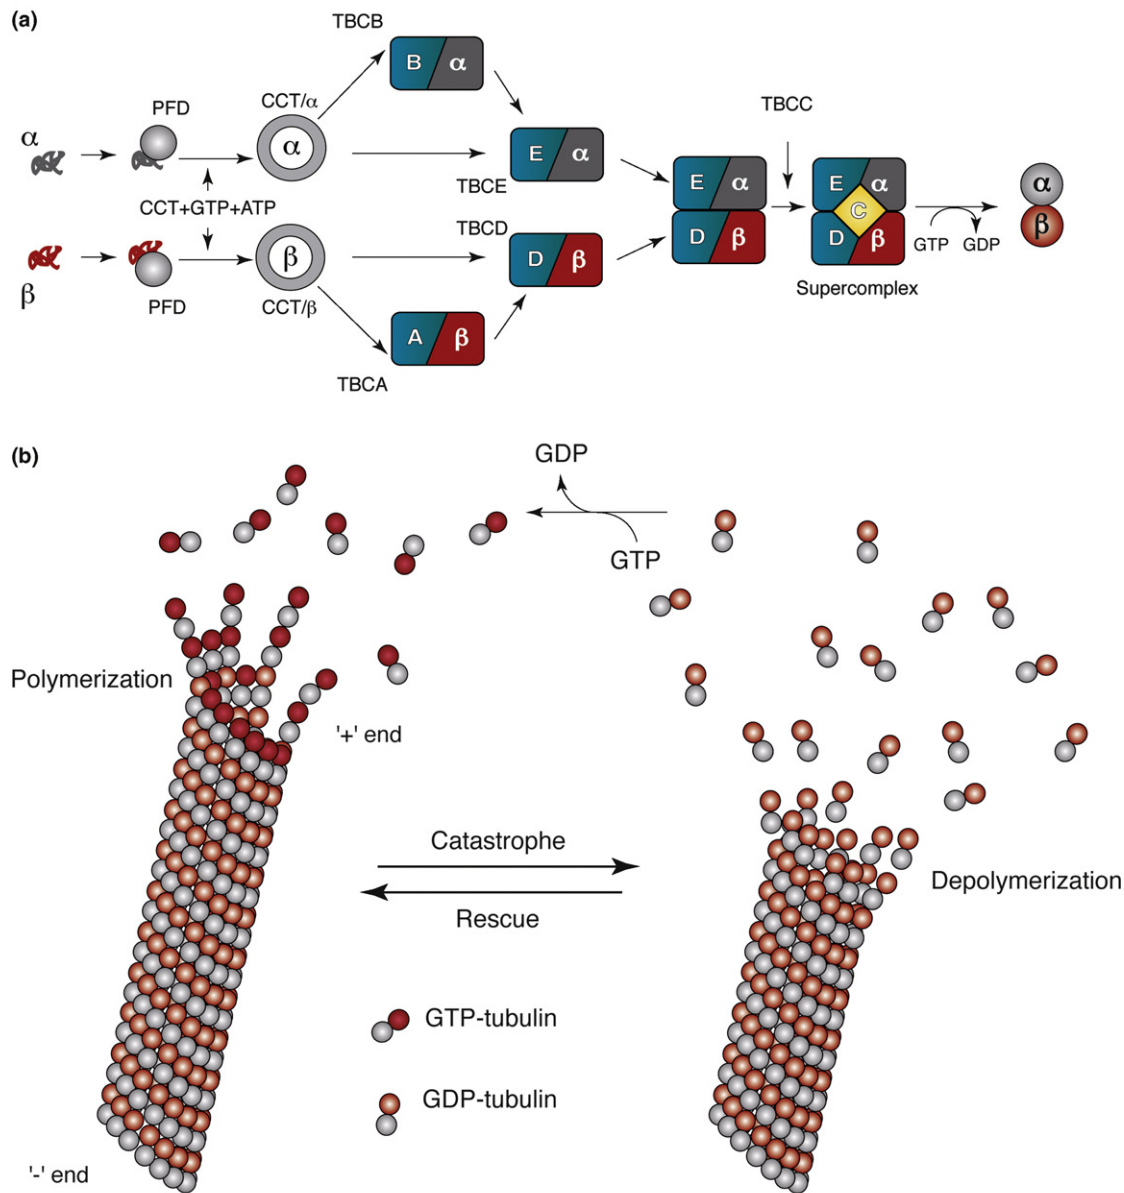 (a)
TBCB
B α
PFD
CCT/α
TBCC
α
α
E α
TBCE
E α
E α
C
α
CCT+GTP+ATP
TBCD
D β
D β
D β
β
GTP
GDP
β
β
PFD
CCT/β
Supercomplex
A β
TBCA
(b)
GDP
GTP
Polymerization
'+' end
Catastrophe
Depolymerization
Rescue
GTP-tubulin
GDP-tubulin
'-' end